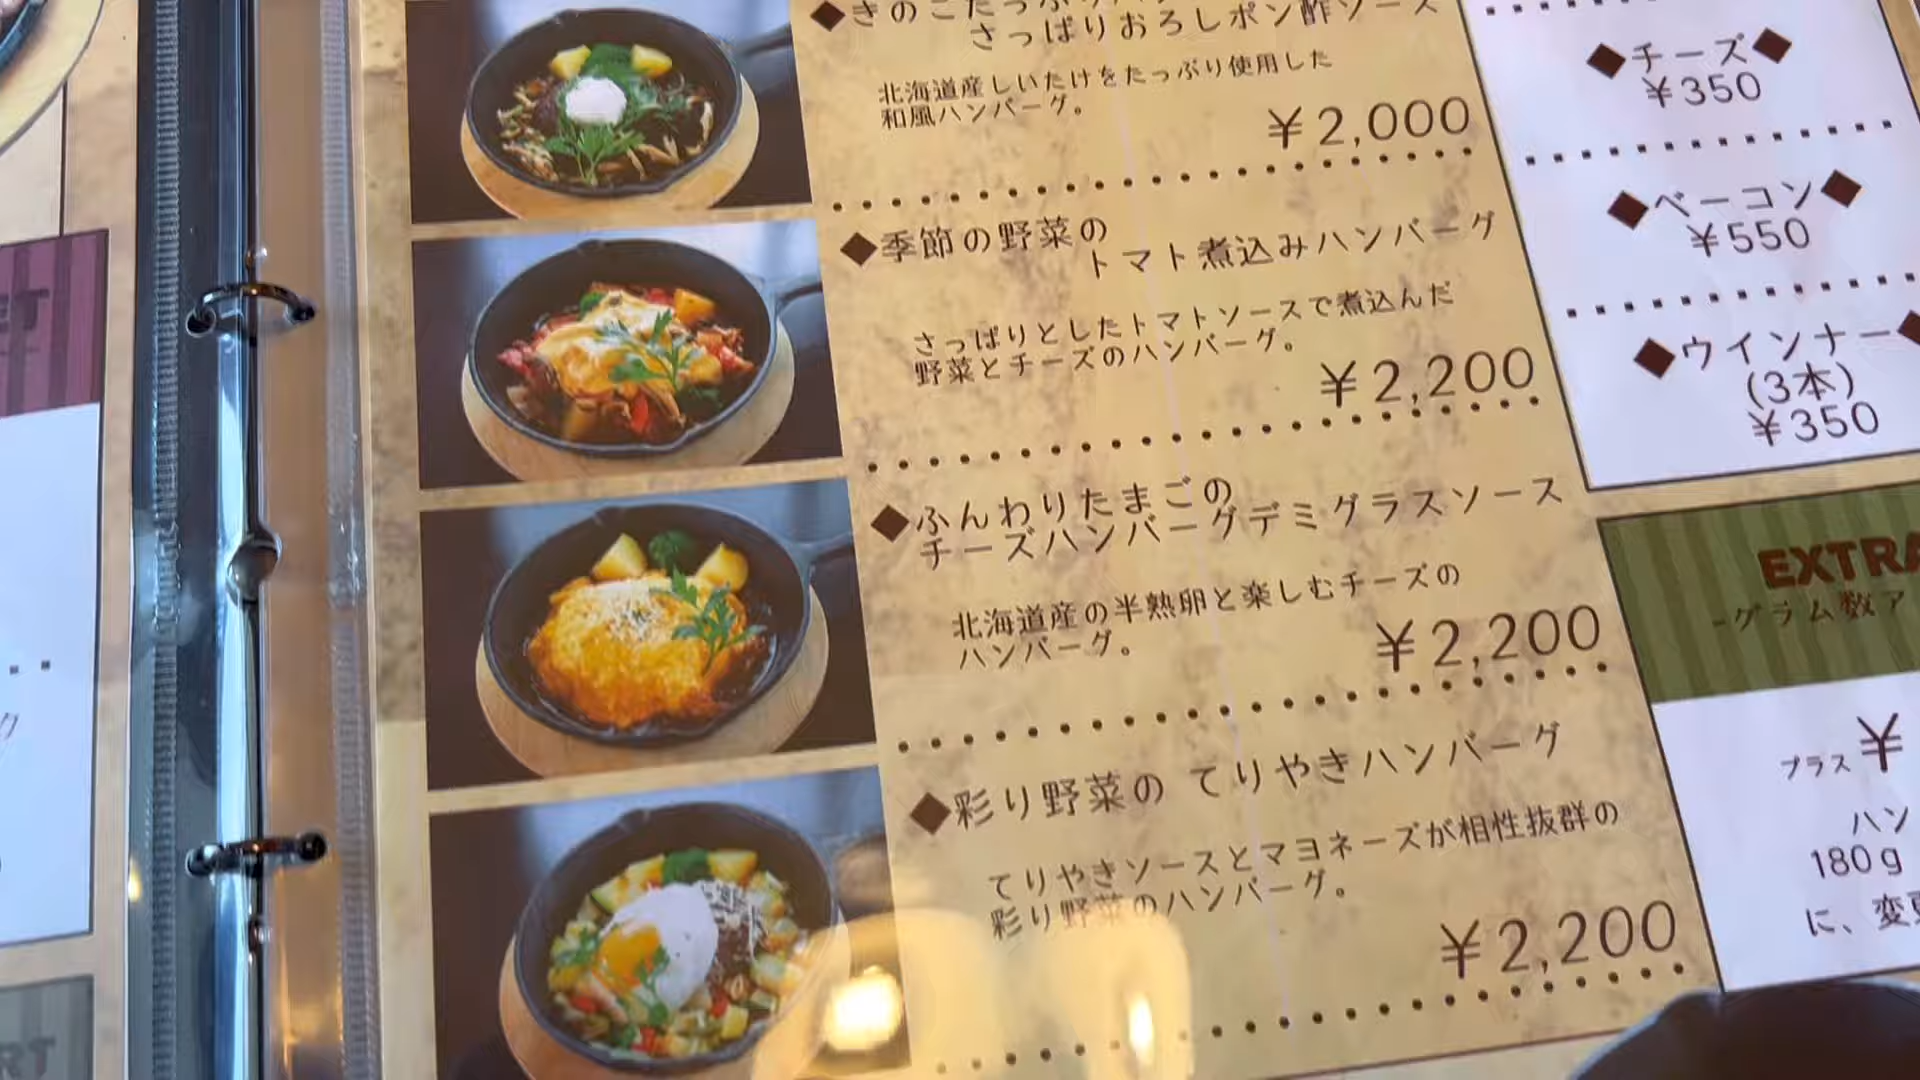 さっぱりおろしポン酢ソース
北海道産しいたけをたっぷり使用した
和風ハンバーグ。
¥2,000
◆季節の野菜の
トマト煮込みハンバーグ
さっぱりとしたトマトソースで煮込んだ
野菜とチーズのハンバーグ。
¥2,200
◆ふんわりたまごの
チーズハンバーグデミグラスソース
北海道産の半熟卵と楽しむチーズの
ハンバーグ。
¥2,200
◆彩り野菜の てりやきハンバーグ
てりやきソースとマヨネーズが相性抜群の
彩り野菜のハンバーグ。
¥2,200
◆チーズ◆
¥350
◆ベーコン◆
¥550
◆ウインナー◆
(3本)
¥350
EXTRA
-グラム数ア
プラス ¥
ハン
180g
に、変更